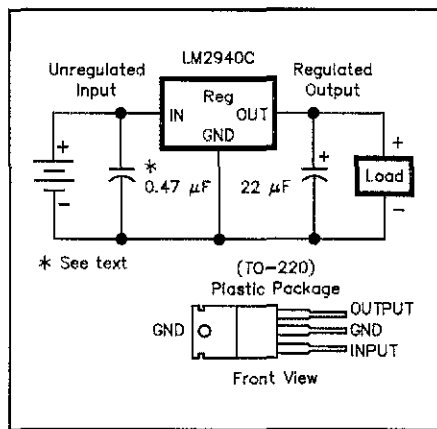 LM2940C
Unregulated
Input
Regulated
Output
Reg
IN
OUT
GND
+
*
0.47 µF
22 µF
+
+
Load
−
−
* See text
(TO-220)
Plastic Package
GND
OUTPUT
GND
INPUT
Front View